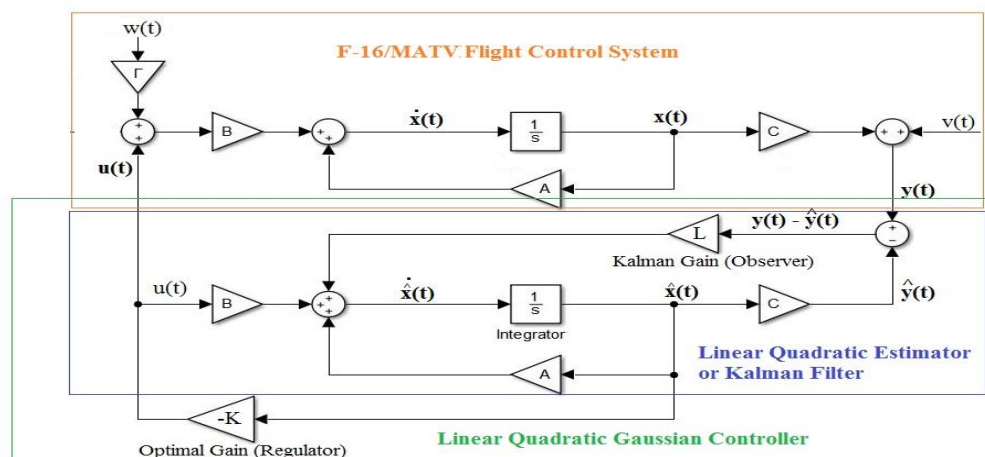 w(t)
F-16/MATV Flight Control System
Γ
ẋ(t)
x(t)
B
1/s
C
v(t)
u(t)
A
y(t)
y(t) - ŷ(t)
L
Kalman Gain (Observer)
u(t)
B
x̂̇(t)
1/s
x̂(t)
C
ŷ(t)
Integrator
A
Linear Quadratic Estimator
or Kalman Filter
-K
Linear Quadratic Gaussian Controller
Optimal Gain (Regulator)